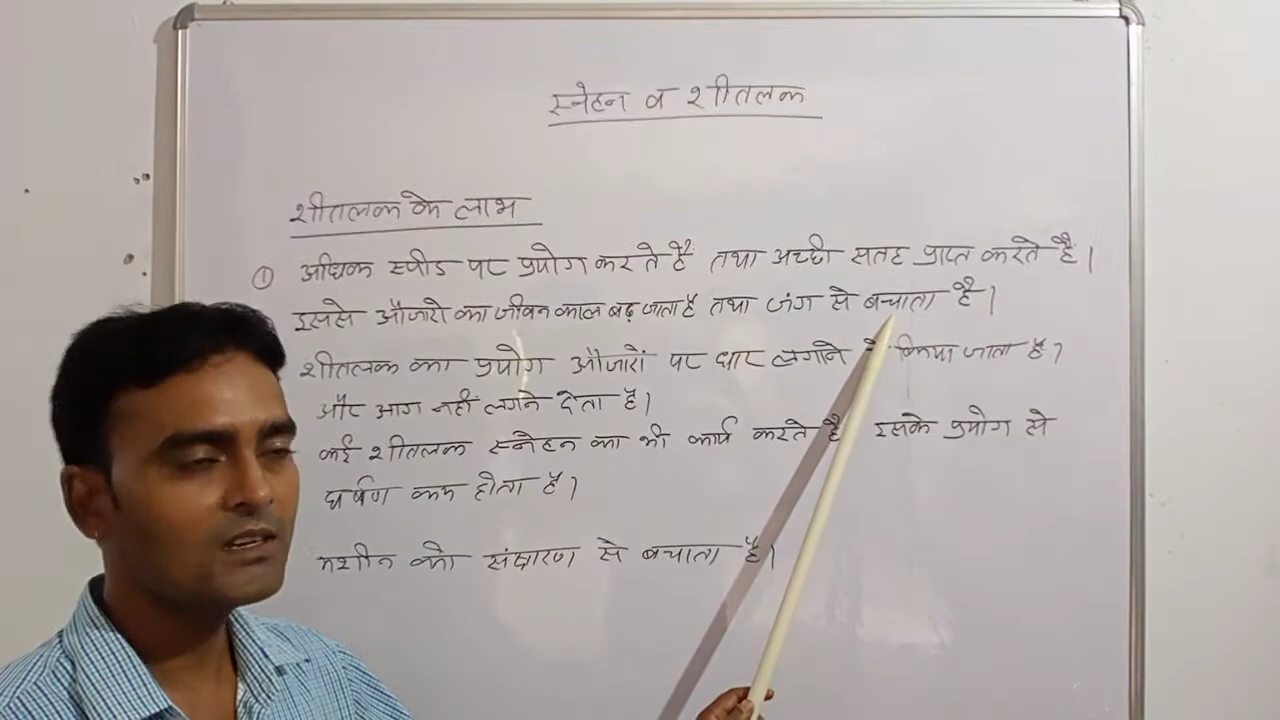 स्नेहन व शीतलक
शीतलक के लाभ
① अधिक स्पीड पर प्रयोग करते हैं तथा अच्छी सतह प्राप्त करते है।
इससे औजारो का जीवन काल बढ़ जाता है तथा जंग से बचाता है।
शीतलक का प्रयोग औजारों पर धार लगाने किया जाता है।
और आग नहीं लगने देता है।
कई शीतलक स्नेहन का भी कार्य करते है इसके प्रयोग से
घर्षण कम होता है।
मशीन को संक्षारण से बचाता है।